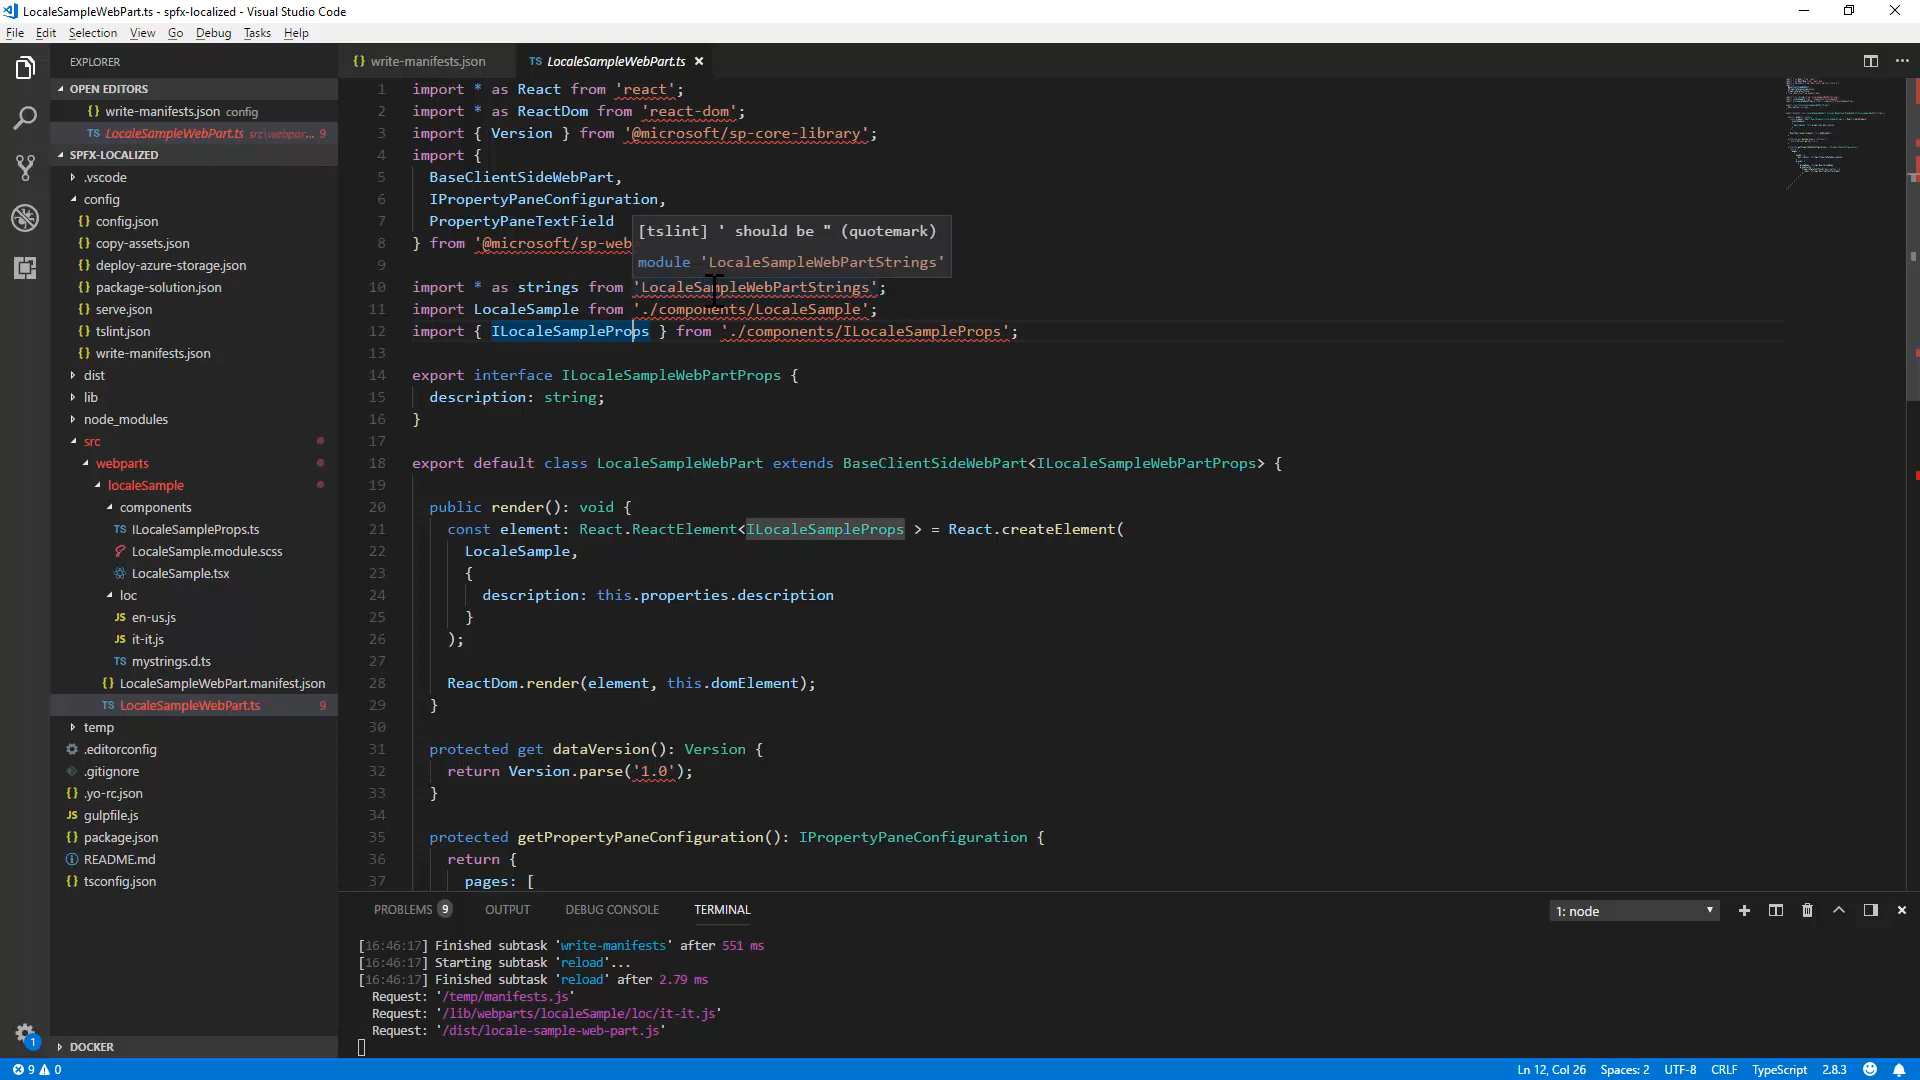 LocaleSampleWebPart.ts - spfx-localized - Visual Studio Code
File Edit Selection View Go Debug Tasks Help
EXPLORER
OPEN EDITORS
write-manifests.json config
LocaleSampleWebPart.ts src\webpar... 9
SPFX-LOCALIZED
.vscode
config
config.json
copy-assets.json
deploy-azure-storage.json
package-solution.json
serve.json
tslint.json
write-manifests.json
dist
lib
node_modules
src
webparts
localeSample
components
TS ILocaleSampleProps.ts
LocaleSample.module.scss
LocaleSample.tsx
loc
JS en-us.js
JS it-it.js
TS mystrings.d.ts
LocaleSampleWebPart.manifest.json
TS LocaleSampleWebPart.ts 9
temp
.editorconfig
.gitignore
.yo-rc.json
JS gulpfile.js
package.json
README.md
tsconfig.json
DOCKER
1
write-manifests.json
TS LocaleSampleWebPart.ts
1 import * as React from 'react';
2 import * as ReactDom from 'react-dom';
3 import { Version } from '@microsoft/sp-core-library';
4 import {
5 BaseClientSideWebPart,
6 IPropertyPaneConfiguration,
7 PropertyPaneTextField
8 } from '@microsoft/sp-web
[tslint] ' should be " (quotemark)
module 'LocaleSampleWebPartStrings'
9
10 import * as strings from 'LocaleSampleWebPartStrings';
11 import LocaleSample from './components/LocaleSample';
12 import { ILocaleSampleProps } from './components/ILocaleSampleProps';
13
14 export interface ILocaleSampleWebPartProps {
15 description: string;
16 }
17
18 export default class LocaleSampleWebPart extends BaseClientSideWebPart<ILocaleSampleWebPartProps> {
19
20 public render(): void {
21 const element: React.ReactElement<ILocaleSampleProps > = React.createElement(
22 LocaleSample,
23 {
24 description: this.properties.description
25 }
26 );
27
28 ReactDom.render(element, this.domElement);
29 }
30
31 protected get dataVersion(): Version {
32 return Version.parse('1.0');
33 }
34
35 protected getPropertyPaneConfiguration(): IPropertyPaneConfiguration {
36 return {
37 pages: [
PROBLEMS 9 OUTPUT DEBUG CONSOLE TERMINAL 1: node
[16:46:17] Finished subtask 'write-manifests' after 551 ms
[16:46:17] Starting subtask 'reload'...
[16:46:17] Finished subtask 'reload' after 2.79 ms
Request: '/temp/manifests.js'
Request: '/lib/webparts/localeSample/loc/it-it.js'
Request: '/dist/locale-sample-web-part.js'
9 0 Ln 12, Col 26 Spaces: 2 UTF-8 CRLF TypeScript 2.8.3